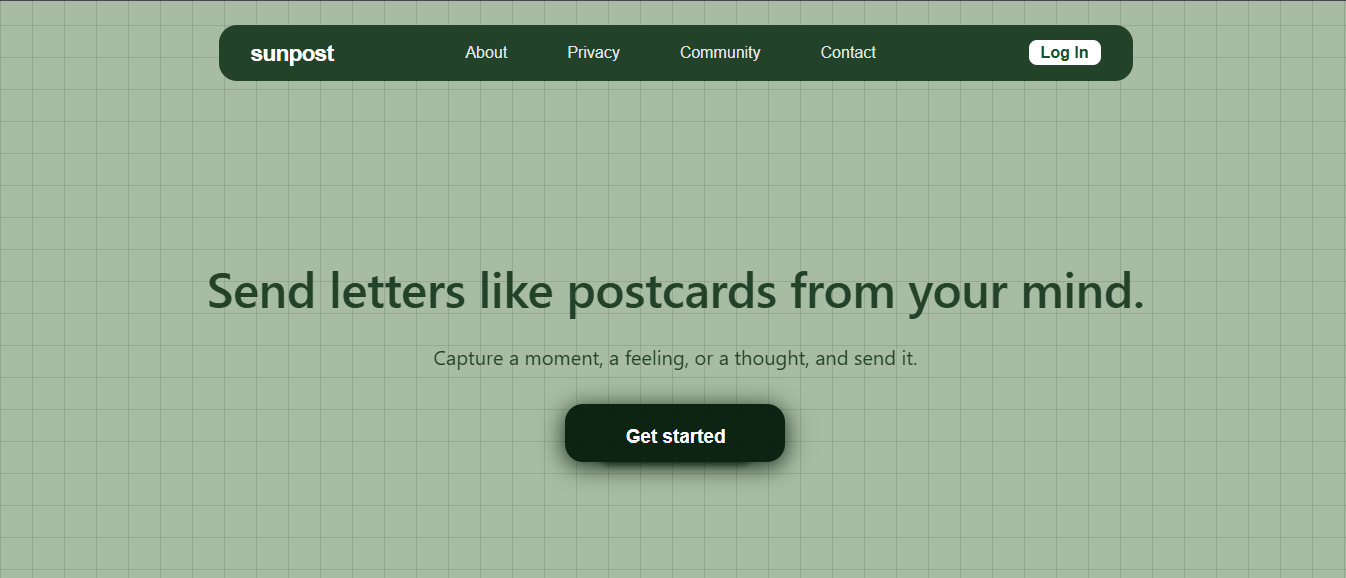 sunpost About Privacy Community Contact Log In
Send letters like postcards from your mind.
Capture a moment, a feeling, or a thought, and send it.
Get started